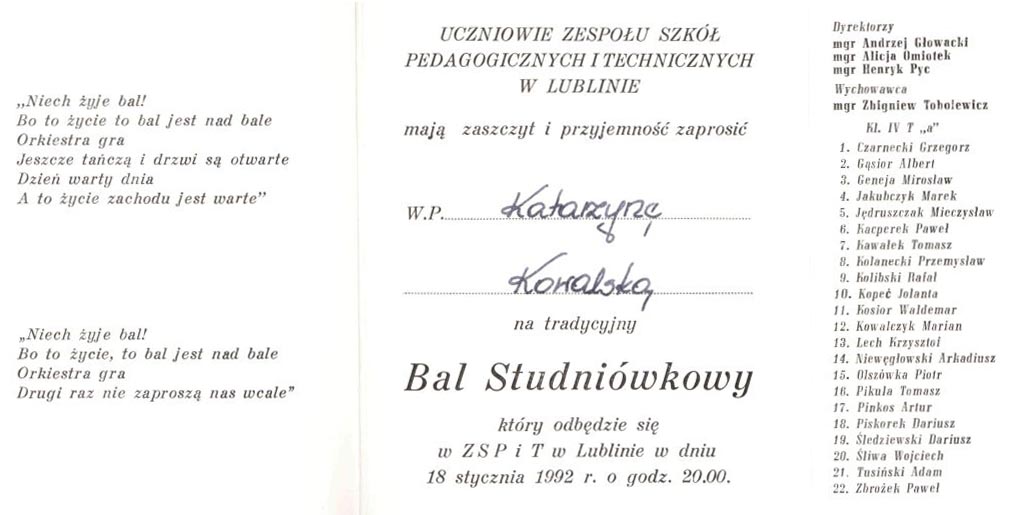 „Niech żyje bal!
Bo to życie to bal jest nad bale
Orkiestra gra
Jeszcze tańczą i drzwi są otwarte
Dzień warty dnia
A to życie zachodu jest warte”
„Niech żyje bal!
Bo to życie, to bal jest nad bale
Orkiestra gra
Drugi raz nie zaproszą nas wcale”
UCZNIOWIE ZESPOŁU SZKÓŁ
PEDAGOGICZNYCH I TECHNICZNYCH
W LUBLINIE
mają zaszczyt i przyjemność zaprosić
W.P. Katarzynę
Kowalską
na tradycyjny
Bal Studniówkowy
który odbędzie się
w Z S P i T w Lublinie w dniu
18 stycznia 1992 r. o godz. 20.00.
Dyrektorzy
mgr Andrzej Głowacki
mgr Alicja Omiotek
mgr Henryk Pyc
Wychowawca
mgr Zbigniew Tobolewicz
Kl. IV T „a”
1. Czarnecki Grzegorz
2. Gąsior Albert
3. Geneja Mirosław
4. Jakubczyk Marek
5. Jędruszczak Mieczysław
6. Kacperek Paweł
7. Kawałek Tomasz
8. Kolanecki Przemysław
9. Kolibski Rafał
10. Kopeć Jolanta
11. Kosior Waldemar
12. Kowalczyk Marian
13. Lech Krzysztof
14. Niewęgłowski Arkadiusz
15. Olszówka Piotr
16. Pikula Tomasz
17. Pinkos Artur
18. Piskorek Dariusz
19. Śledziewski Dariusz
20. Śliwa Wojciech
21. Tusiński Adam
22. Zbrożek Paweł